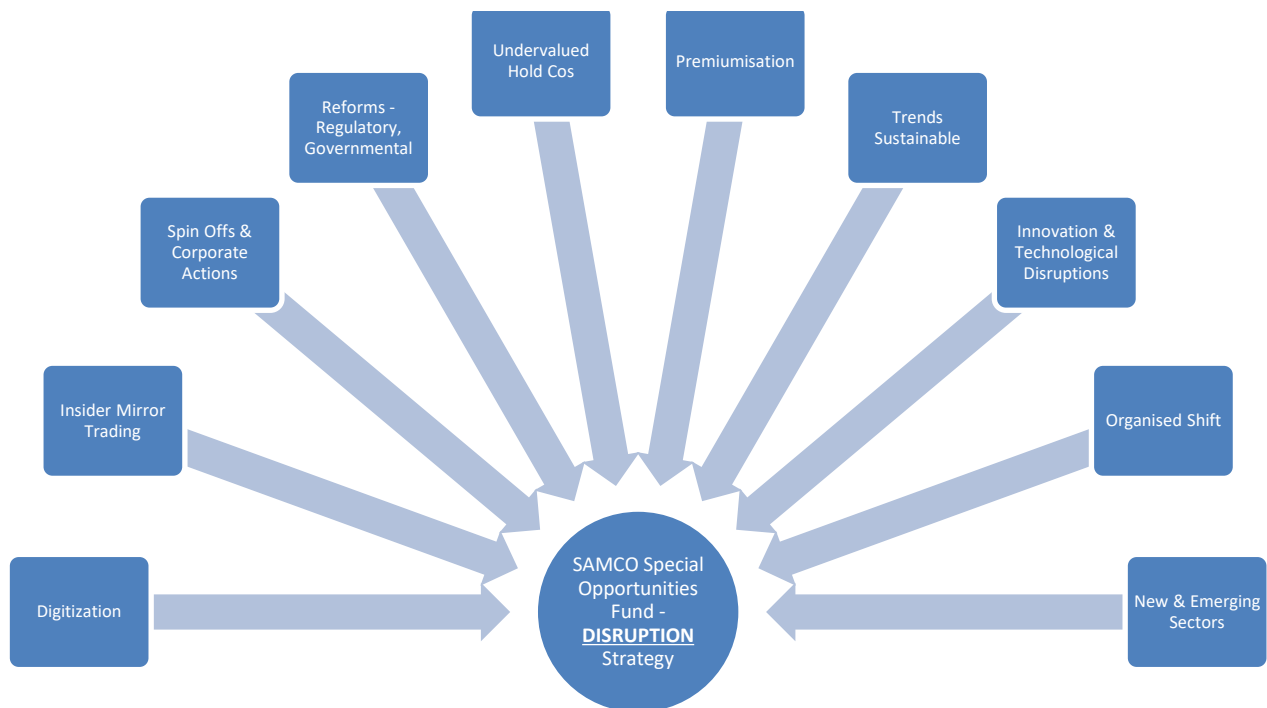 Digitization
Insider Mirror
Trading
Spin Offs &
Corporate
Actions
Reforms -
Regulatory,
Governmental
Undervalued
Hold Cos
Premiumisation
Trends
Sustainable
Innovation &
Technological
Disruptions
Organised Shift
New & Emerging
Sectors
SAMCO Special
Opportunities
Fund -
DISRUPTION
Strategy